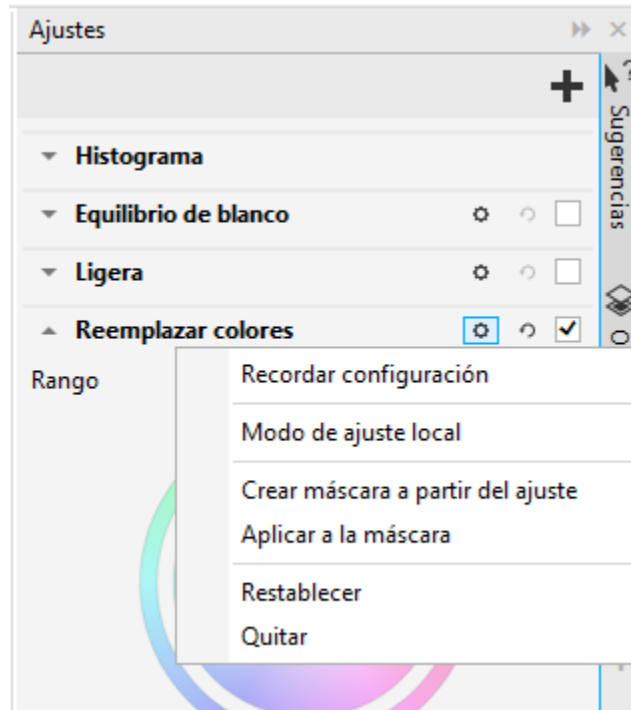 Ajustes
Sugerencias
Histograma
Equilibrio de blanco
Ligera
Reemplazar colores
Rango
Recordar configuración
Modo de ajuste local
Crear máscara a partir del ajuste
Aplicar a la máscara
Restablecer
Quitar